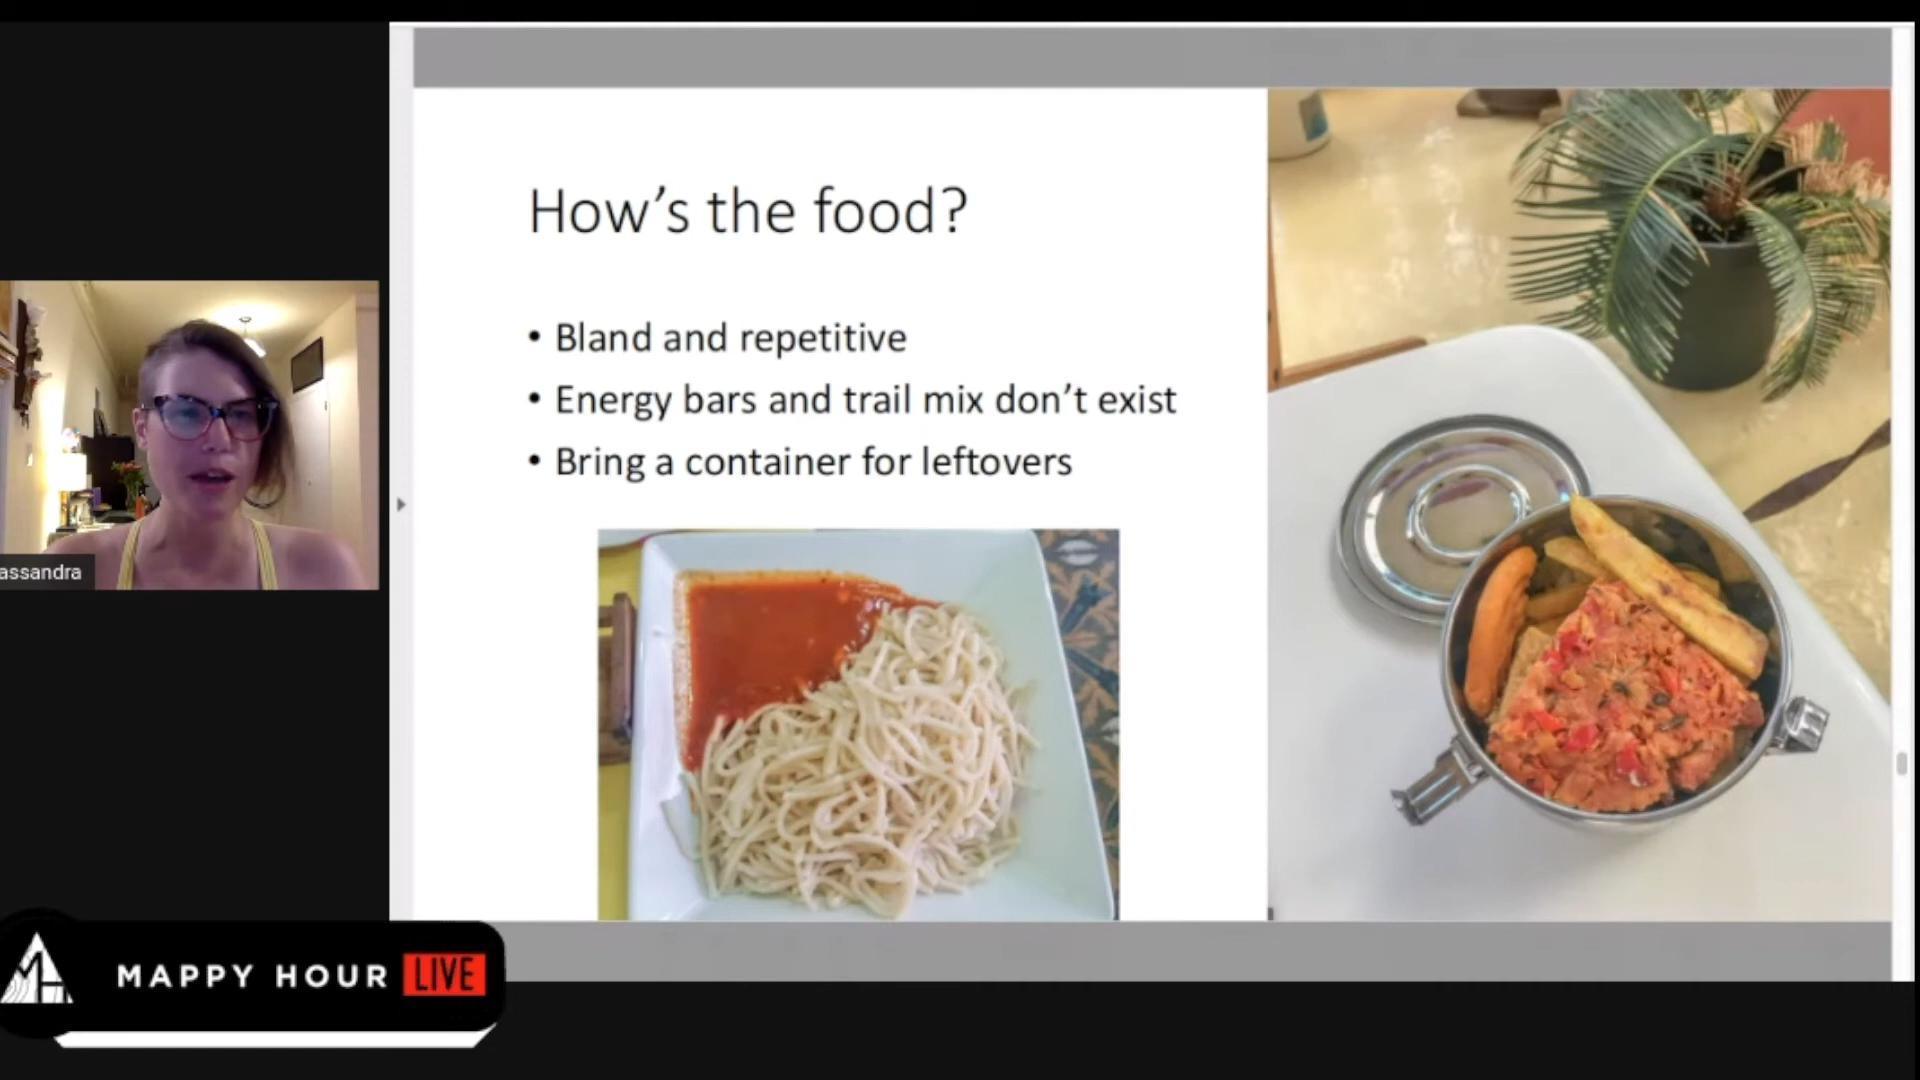 How’s the food?
• Bland and repetitive
• Energy bars and trail mix don’t exist
• Bring a container for leftovers
assandra
MAPPY HOUR LIVE